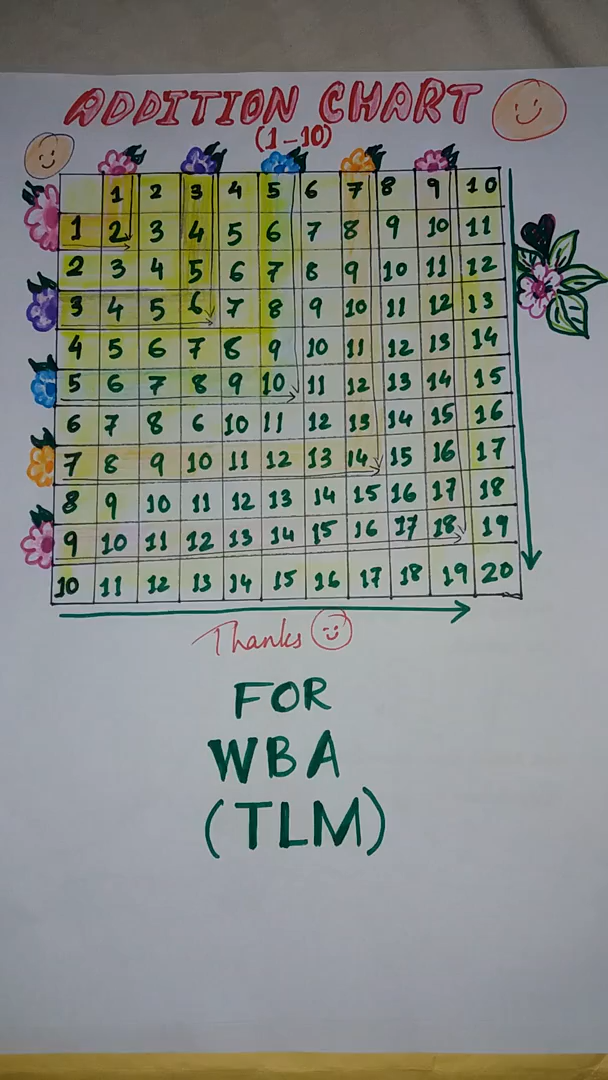 ADDITION CHART
(1-10)
1 2 3 4 5 6 7 8 9 10
1 2 3 4 5 6 7 8 9 10 11
2 3 4 5 6 7 8 9 10 11 12
3 4 5 6 7 8 9 10 11 12 13
4 5 6 7 8 9 10 11 12 13 14
5 6 7 8 9 10 11 12 13 14 15
6 7 8 6 10 11 12 13 14 15 16
7 8 9 10 11 12 13 14 15 16 17
8 9 10 11 12 13 14 15 16 17 18
9 10 11 12 13 14 15 16 17 18 19
10 11 12 13 14 15 16 17 18 19 20
Thanks
FOR
WBA
(TLM)